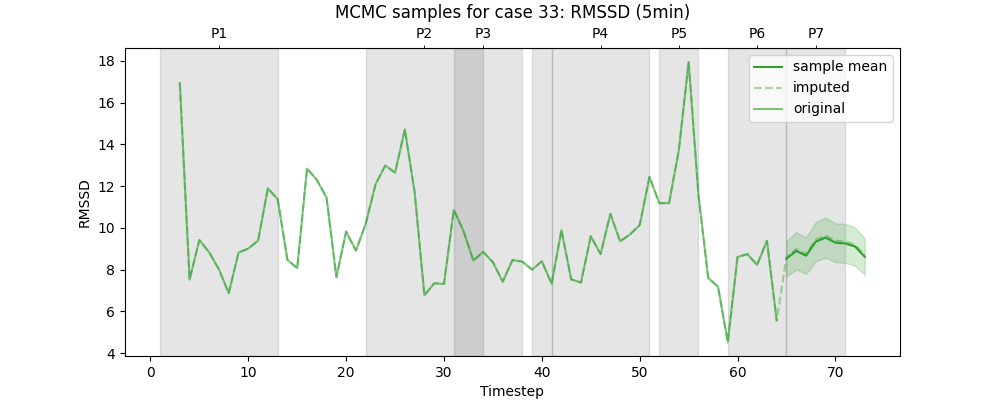 MCMC samples for case 33: RMSSD (5min)
P1 P2 P3 P4 P5 P6 P7
sample mean
imputed
original
18
16
14
12
10
8
6
4
RMSSD
0 10 20 30 40 50 60 70
Timestep